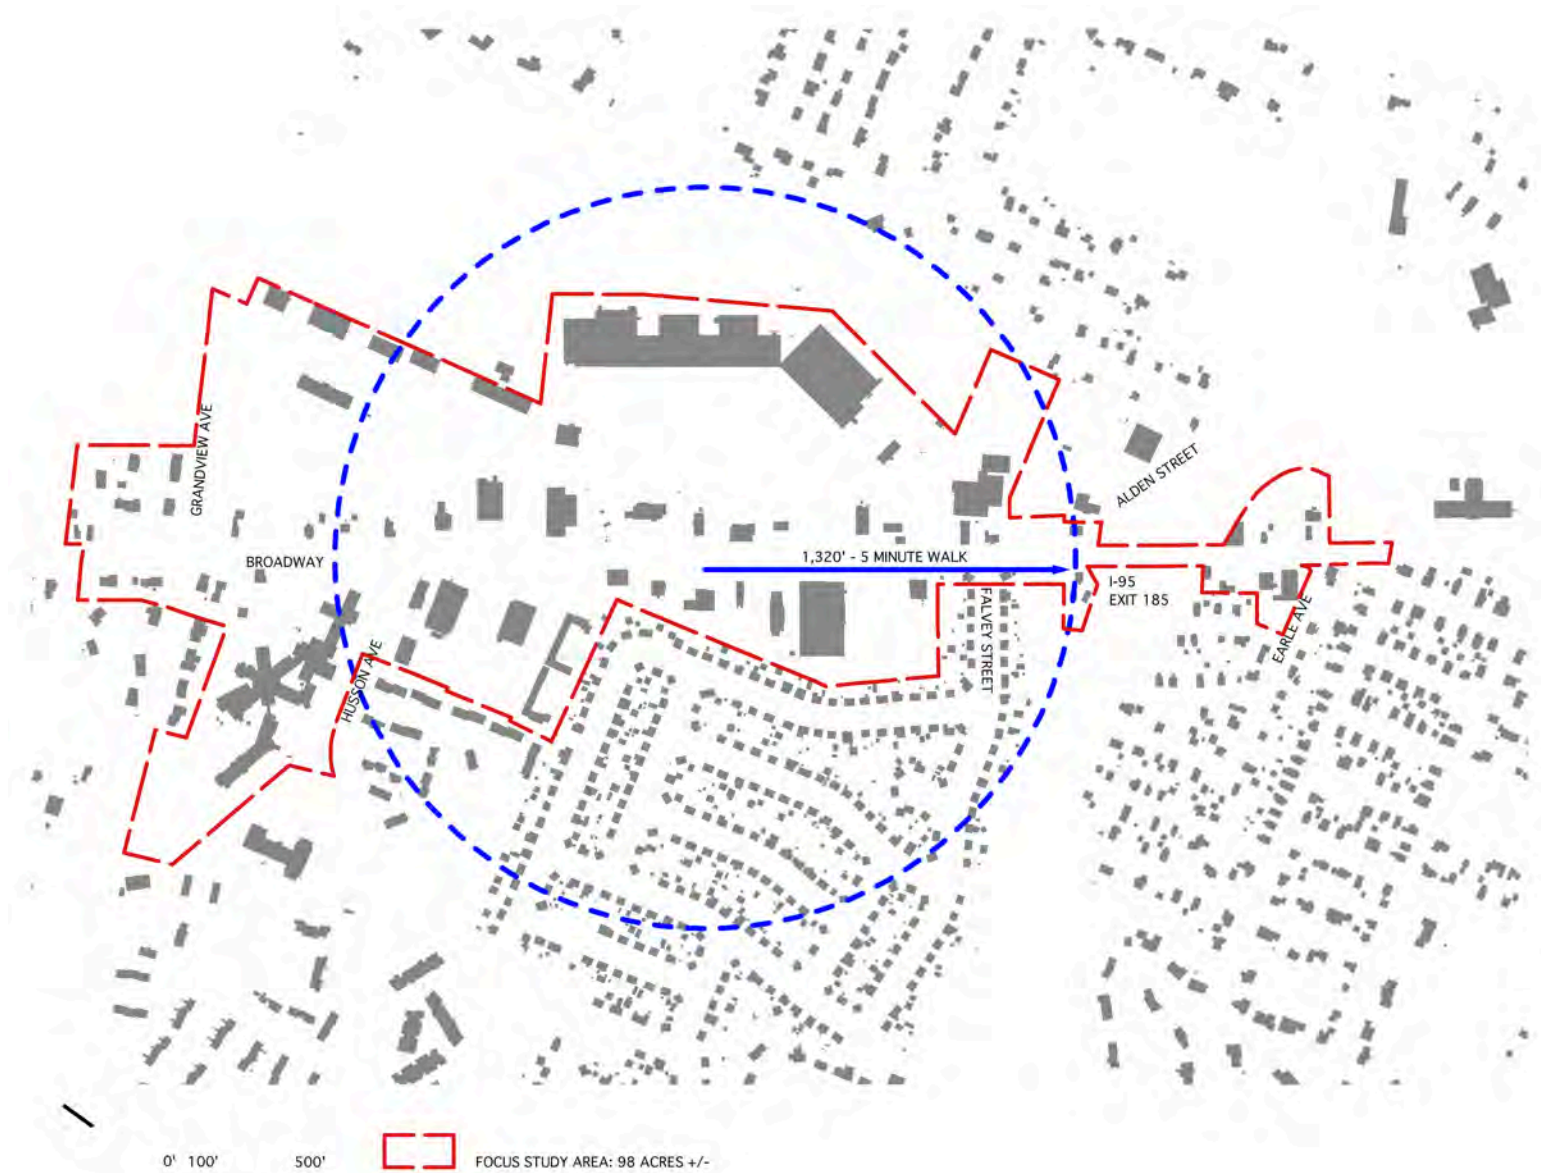 GRANDVIEW AVE
ALDEN STREET
BROADWAY
1,320' - 5 MINUTE WALK
I-95
EXIT 185
FALVEY STREET
EARLE AVE
HUSSON AVE
0' 100' 500'
FOCUS STUDY AREA: 98 ACRES +/-